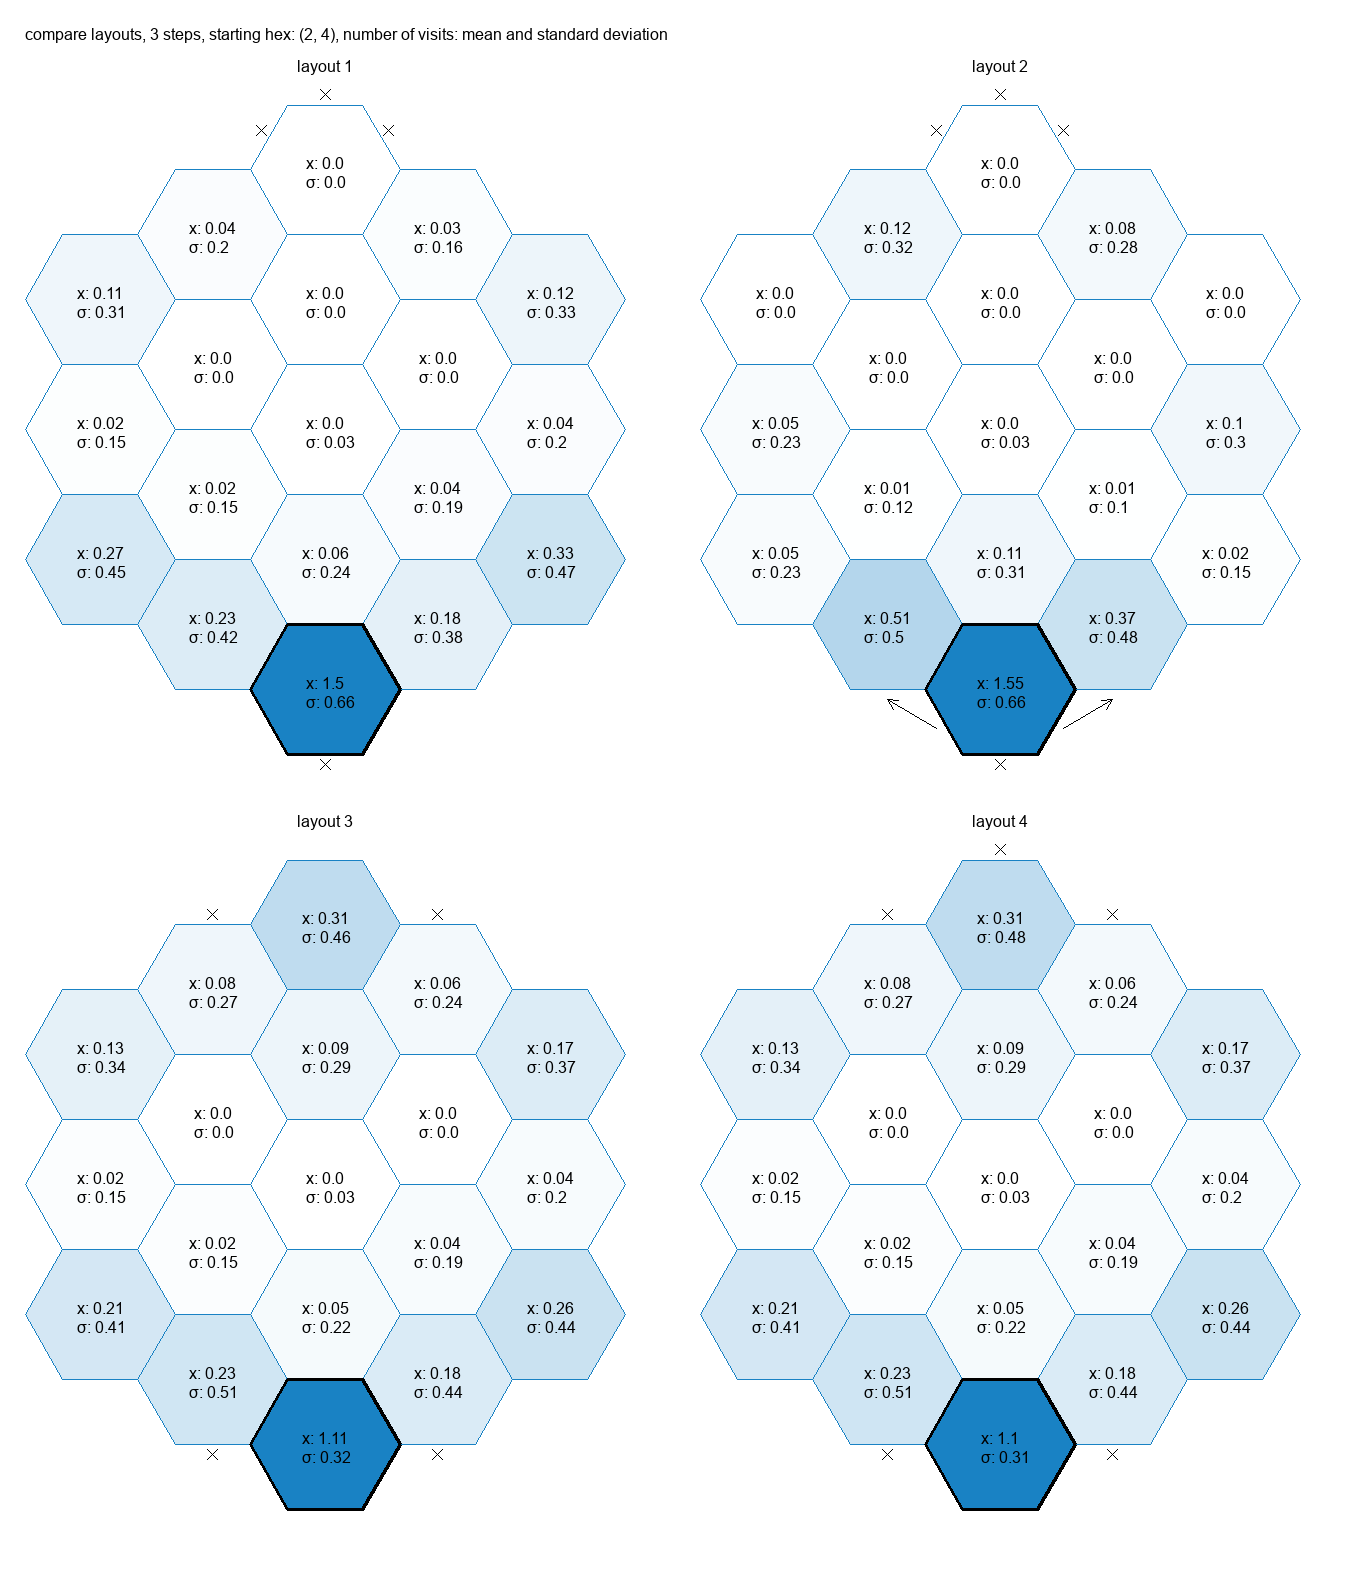 compare layouts, 3 steps, starting hex: (2, 4), number of visits: mean and standard deviation
layout 1
x: 0.0
σ: 0.0
x: 0.04
σ: 0.2
x: 0.03
σ: 0.16
x: 0.11
σ: 0.31
x: 0.0
σ: 0.0
x: 0.12
σ: 0.33
x: 0.0
σ: 0.0
x: 0.0
σ: 0.0
x: 0.02
σ: 0.15
x: 0.0
σ: 0.03
x: 0.04
σ: 0.2
x: 0.02
σ: 0.15
x: 0.04
σ: 0.19
x: 0.27
σ: 0.45
x: 0.06
σ: 0.24
x: 0.33
σ: 0.47
x: 0.23
σ: 0.42
x: 0.18
σ: 0.38
x: 1.5
σ: 0.66
layout 2
x: 0.0
σ: 0.0
x: 0.12
σ: 0.32
x: 0.08
σ: 0.28
x: 0.0
σ: 0.0
x: 0.0
σ: 0.0
x: 0.0
σ: 0.0
x: 0.0
σ: 0.0
x: 0.0
σ: 0.0
x: 0.05
σ: 0.23
x: 0.0
σ: 0.03
x: 0.1
σ: 0.3
x: 0.01
σ: 0.12
x: 0.01
σ: 0.1
x: 0.05
σ: 0.23
x: 0.11
σ: 0.31
x: 0.02
σ: 0.15
x: 0.51
σ: 0.5
x: 0.37
σ: 0.48
x: 1.55
σ: 0.66
layout 3
x: 0.31
σ: 0.46
x: 0.08
σ: 0.27
x: 0.06
σ: 0.24
x: 0.13
σ: 0.34
x: 0.09
σ: 0.29
x: 0.17
σ: 0.37
x: 0.0
σ: 0.0
x: 0.0
σ: 0.0
x: 0.02
σ: 0.15
x: 0.0
σ: 0.03
x: 0.04
σ: 0.2
x: 0.02
σ: 0.15
x: 0.04
σ: 0.19
x: 0.21
σ: 0.41
x: 0.05
σ: 0.22
x: 0.26
σ: 0.44
x: 0.23
σ: 0.51
x: 0.18
σ: 0.44
x: 1.11
σ: 0.32
layout 4
x: 0.31
σ: 0.48
x: 0.08
σ: 0.27
x: 0.06
σ: 0.24
x: 0.13
σ: 0.34
x: 0.09
σ: 0.29
x: 0.17
σ: 0.37
x: 0.0
σ: 0.0
x: 0.0
σ: 0.0
x: 0.02
σ: 0.15
x: 0.0
σ: 0.03
x: 0.04
σ: 0.2
x: 0.02
σ: 0.15
x: 0.04
σ: 0.19
x: 0.21
σ: 0.41
x: 0.05
σ: 0.22
x: 0.26
σ: 0.44
x: 0.23
σ: 0.51
x: 0.18
σ: 0.44
x: 1.1
σ: 0.31